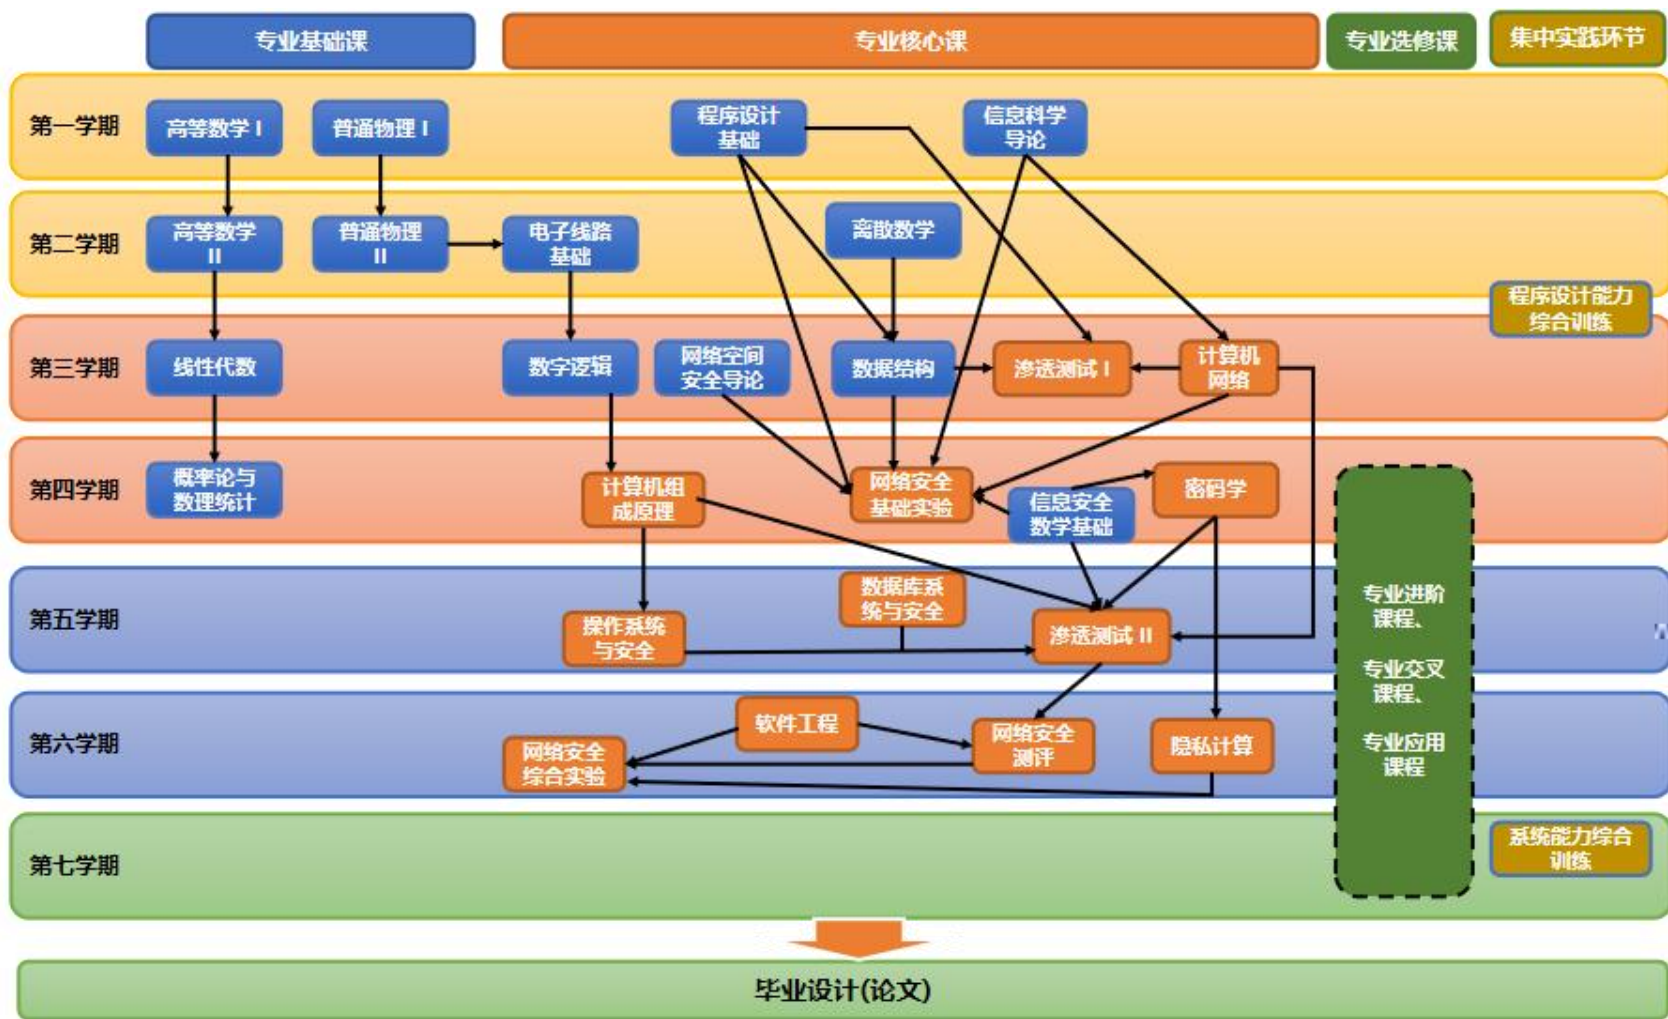 专业基础课
专业核心课
专业选修课
集中实践环节
第一学期
高等数学 I
普通物理 I
程序设计
基础
信息科学
导论
第二学期
高等数学
II
普通物理
II
电子线路
基础
离散数学
程序设计能力
综合训练
第三学期
线性代数
数字逻辑
网络空间
安全导论
数据结构
渗透测试 I
计算机
网络
第四学期
概率论与
数理统计
计算机组
成原理
网络安全
基础实验
信息安全
数学基础
密码学
第五学期
操作系统
与安全
数据库系
统与安全
渗透测试 II
专业进阶
课程、
专业交叉
课程、
专业应用
课程
第六学期
网络安全
综合实验
软件工程
网络安全
测评
隐私计算
第七学期
系统能力综合
训练
毕业设计(论文)